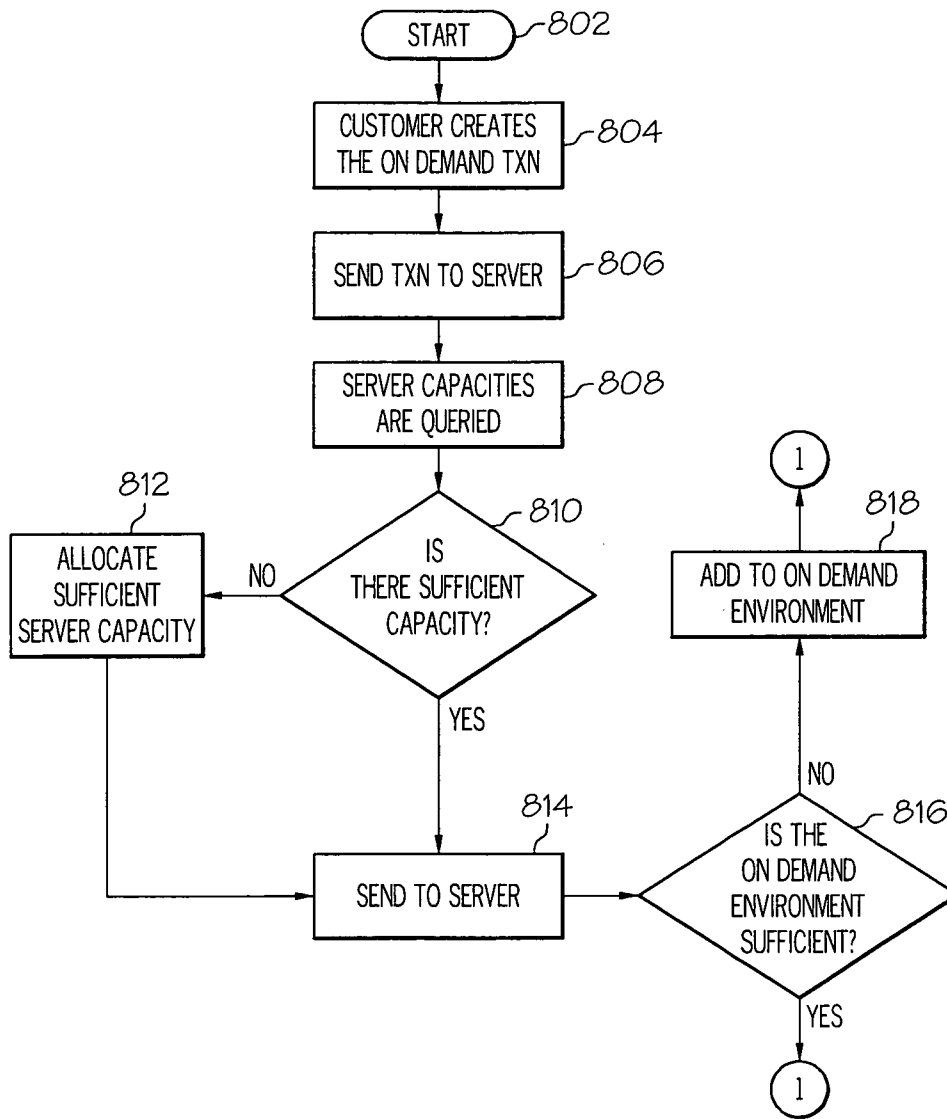 START
802
CUSTOMER CREATES
THE ON DEMAND TXN
804
SEND TXN TO SERVER
806
SERVER CAPACITIES
ARE QUERIED
808
IS
THERE SUFFICIENT
CAPACITY?
810
NO
812
ALLOCATE
SUFFICIENT
SERVER CAPACITY
YES
814
SEND TO SERVER
816
IS THE
ON DEMAND
ENVIRONMENT
SUFFICIENT?
NO
818
ADD TO ON DEMAND
ENVIRONMENT
1
YES
1